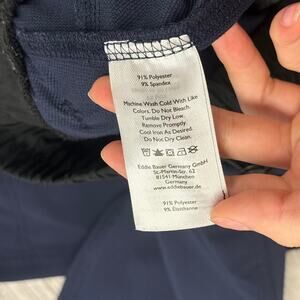 91% Polyester
9% Spandex
Machine Wash Cold With Like
Colors. Do Not Bleach.
Tumble Dry Low
Remove Promptly
Cool Iron As Desired.
Do Not Dry Clean.
Eddie Bauer Germany GmbH
St.-Martin-Str. 62
81541 München
Germany
www.eddiebauer.de
91% Polyester
9% Elasthanne